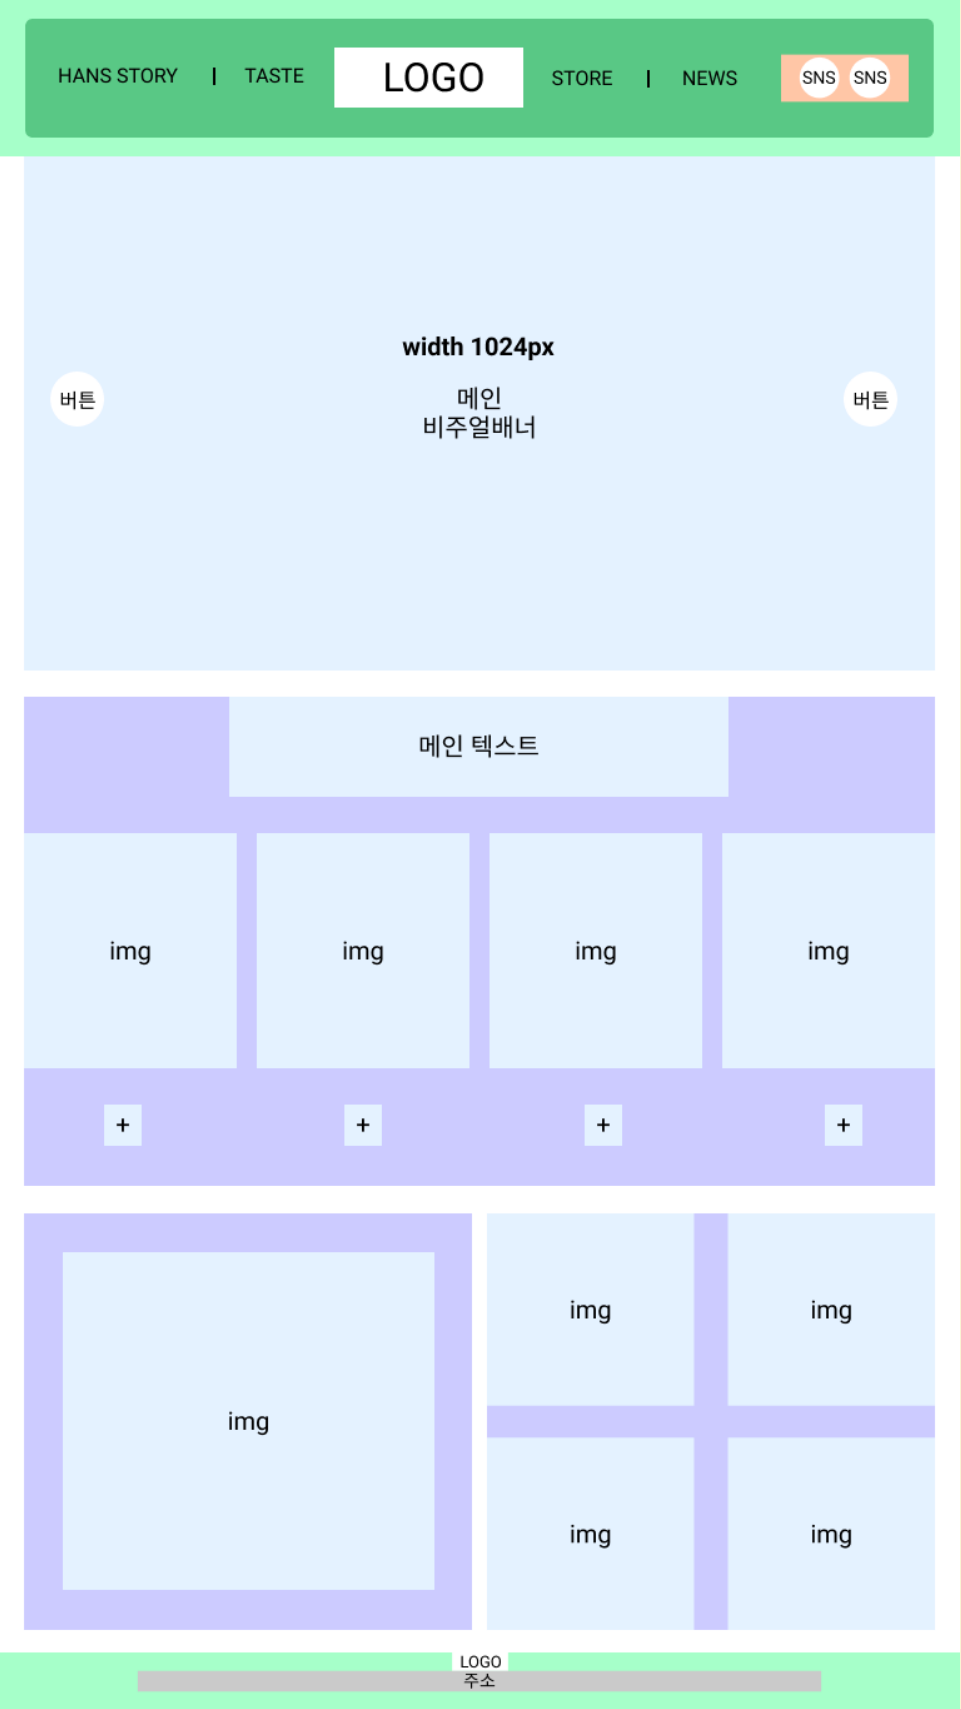 HANS STORY | TASTE LOGO STORE | NEWS SNS SNS
width 1024px
메인
비주얼배너
버튼 버튼
메인 텍스트
img img img img
+ + + +
img
img img
img img
LOGO
주소